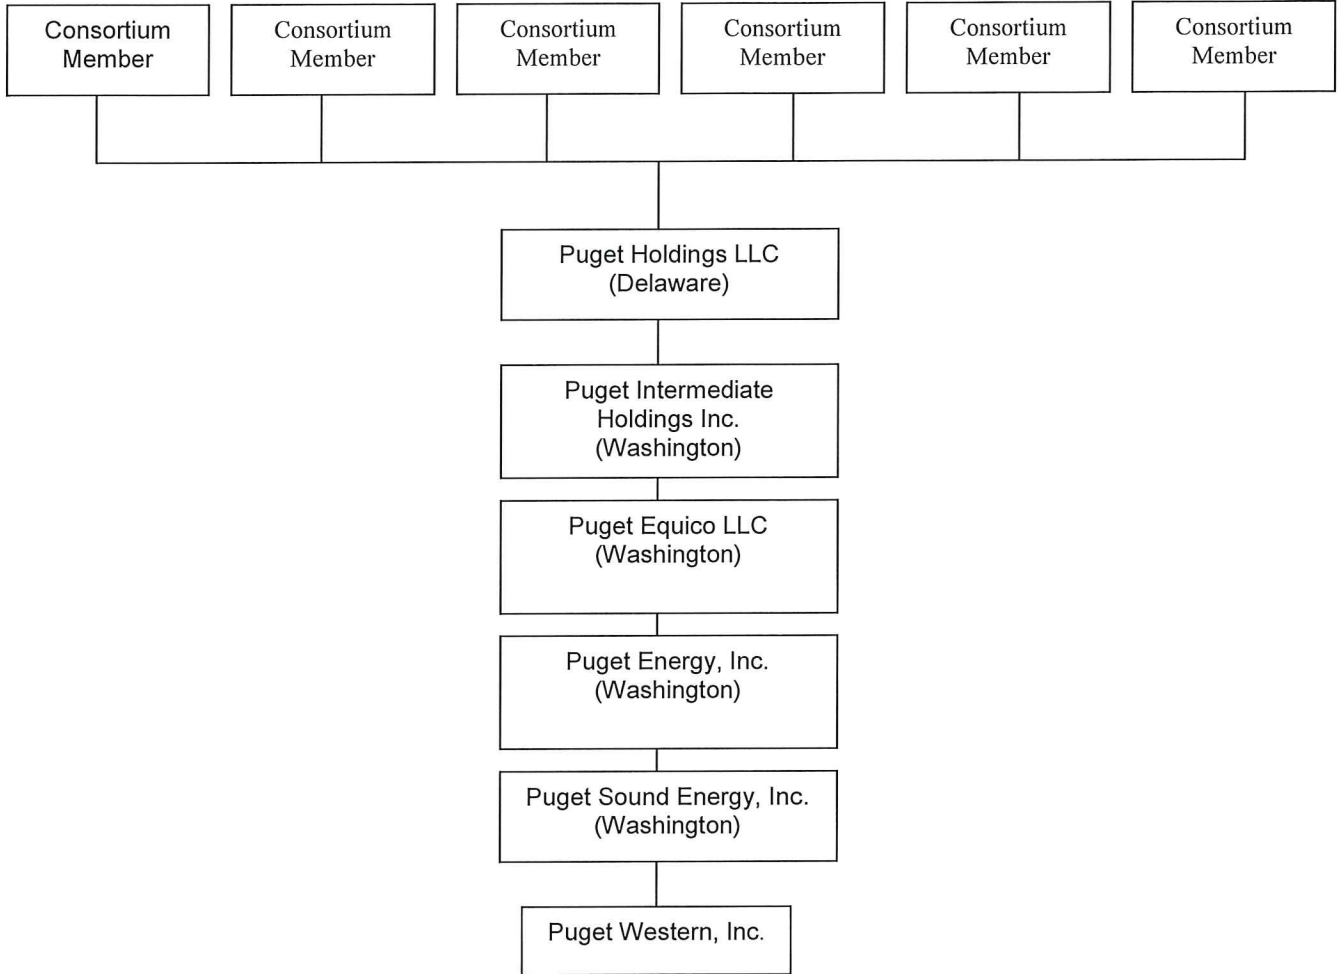 Consortium
Member
Consortium
Member
Consortium
Member
Consortium
Member
Consortium
Member
Consortium
Member
Puget Holdings LLC
(Delaware)
Puget Intermediate
Holdings Inc.
(Washington)
Puget Equico LLC
(Washington)
Puget Energy, Inc.
(Washington)
Puget Sound Energy, Inc.
(Washington)
Puget Western, Inc.